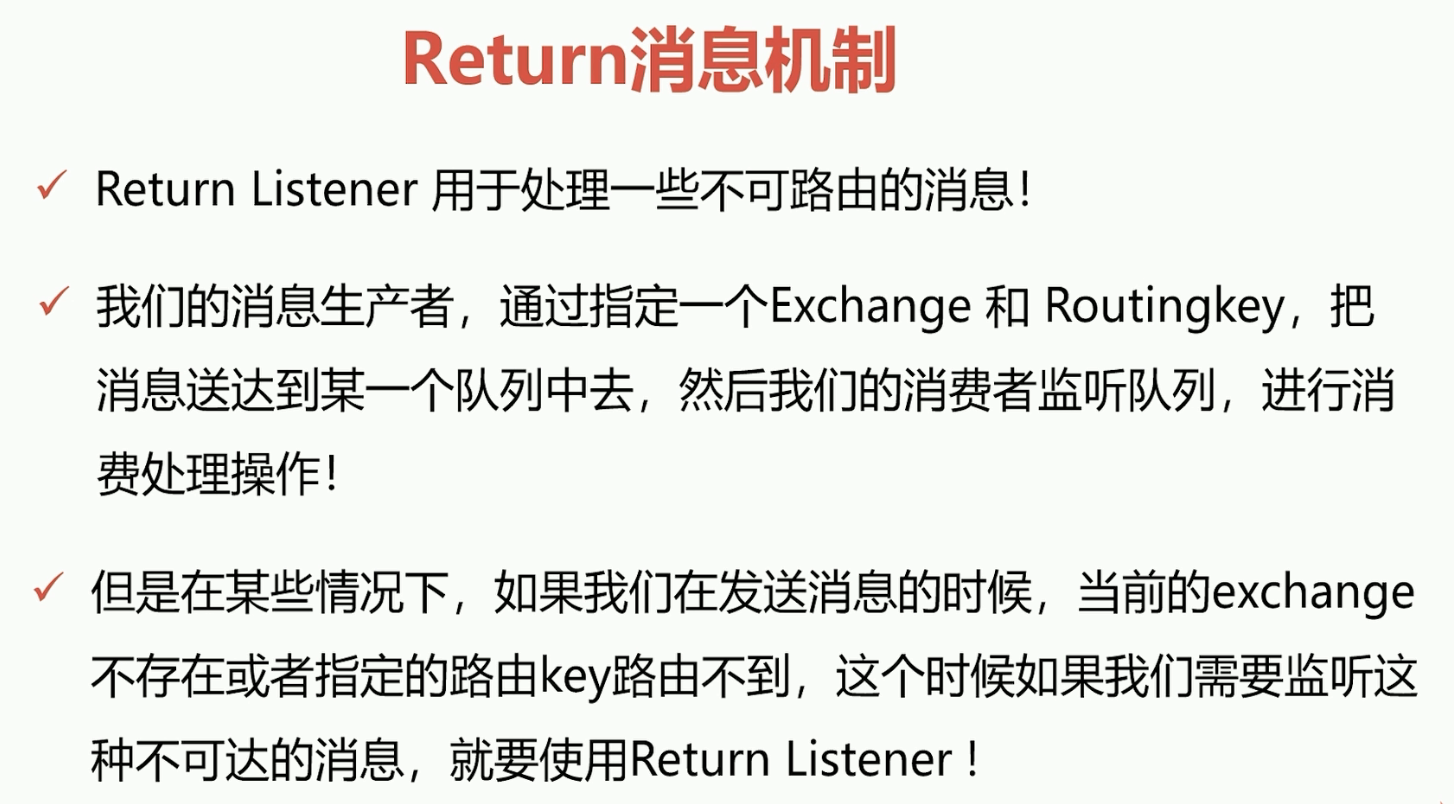 Return消息机制
✓ Return Listener 用于处理一些不可路由的消息！
✓ 我们的消息生产者，通过指定一个Exchange 和 Routingkey，把
消息送达到某一个队列中去，然后我们的消费者监听队列，进行消
费处理操作！
✓ 但是在某些情况下，如果我们在发送消息的时候，当前的exchange
不存在或者指定的路由key路由不到，这个时候如果我们需要监听这
种不可达的消息，就要使用Return Listener！